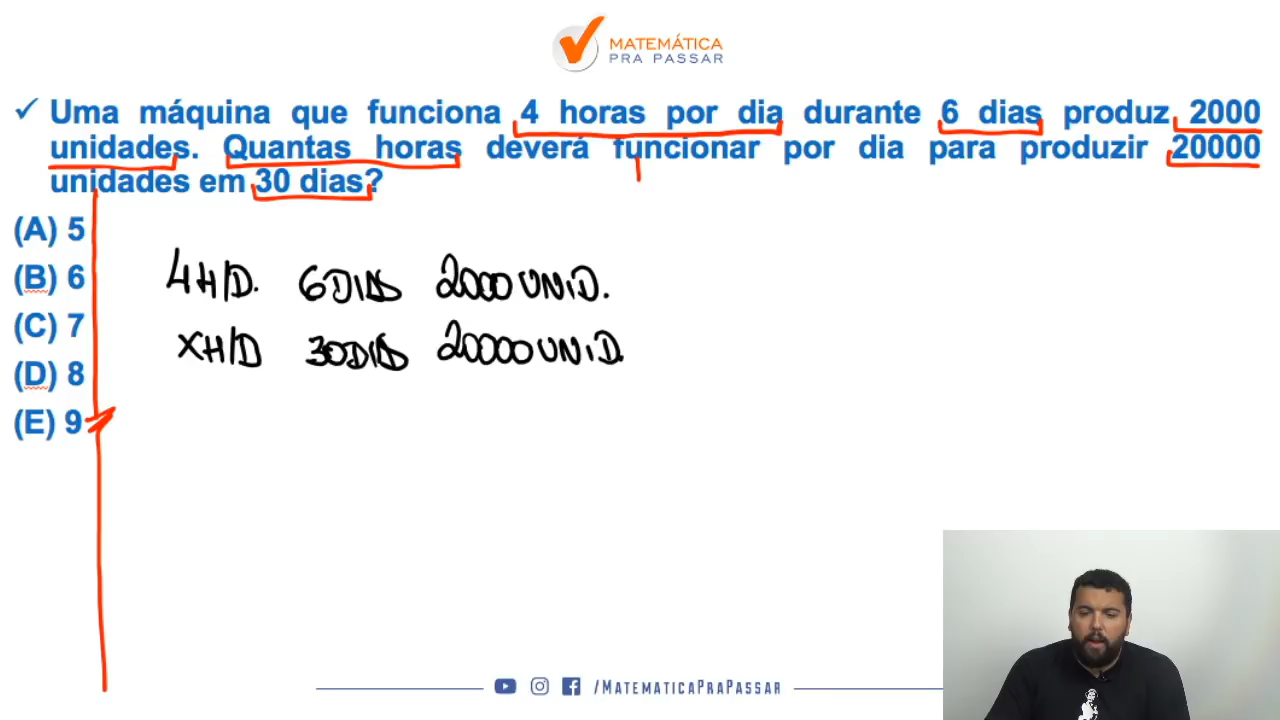 MATEMÁTICA
PRA PASSAR
✓ Uma máquina que funciona 4 horas por dia durante 6 dias produz 2000
unidades. Quantas horas deverá funcionar por dia para produzir 20000
unidades em 30 dias?
(A) 5
(B) 6
(C) 7
(D) 8
(E) 9
4H/D. 6DIAS 2000UNID.
XH/D 30DIAS 20000UNID.
/MATEMATICAPRAPASSAR